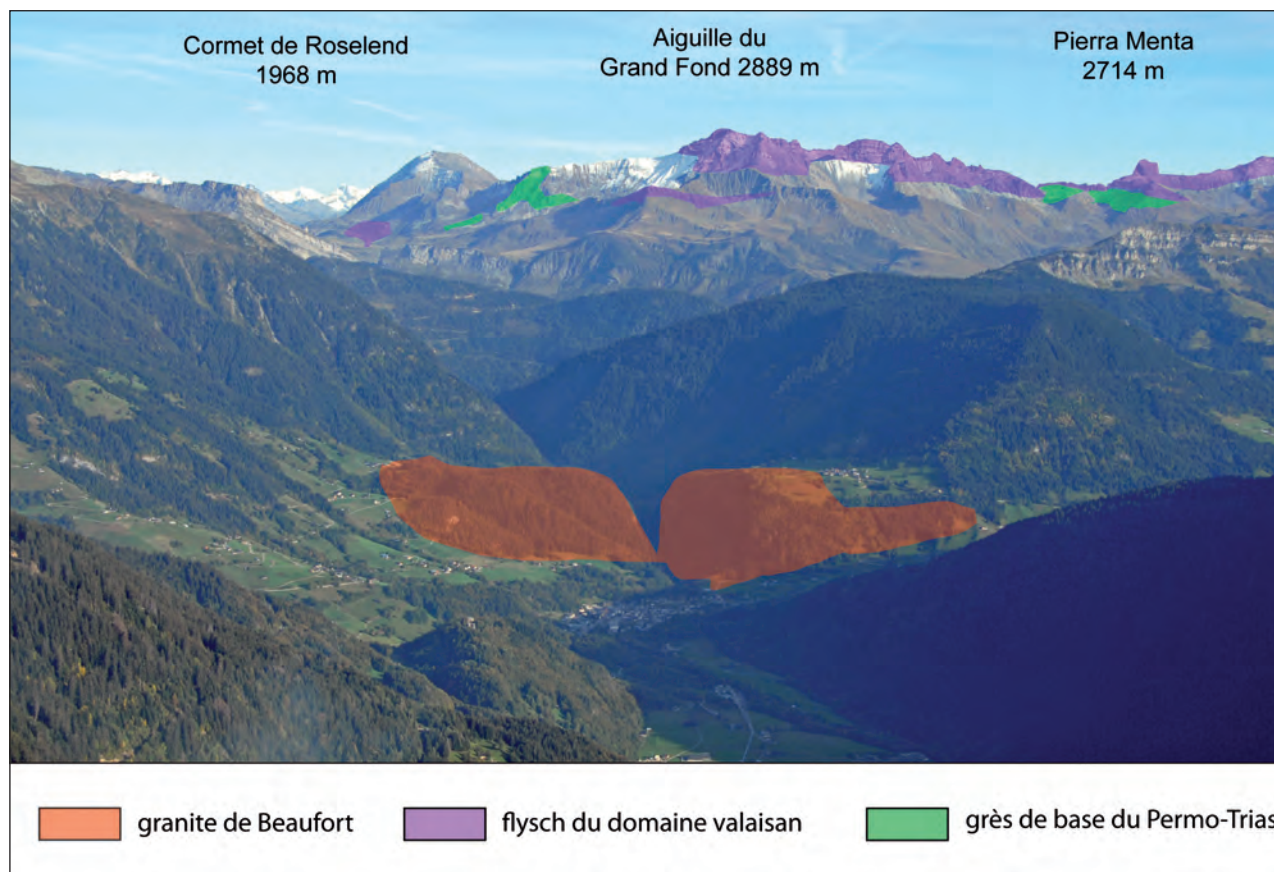 Cormet de Roselend
1968 m
Aiguille du
Grand Fond 2889 m
Pierra Menta
2714 m
granite de Beaufort
flysch du domaine valaisan
grès de base du Permo-Trias